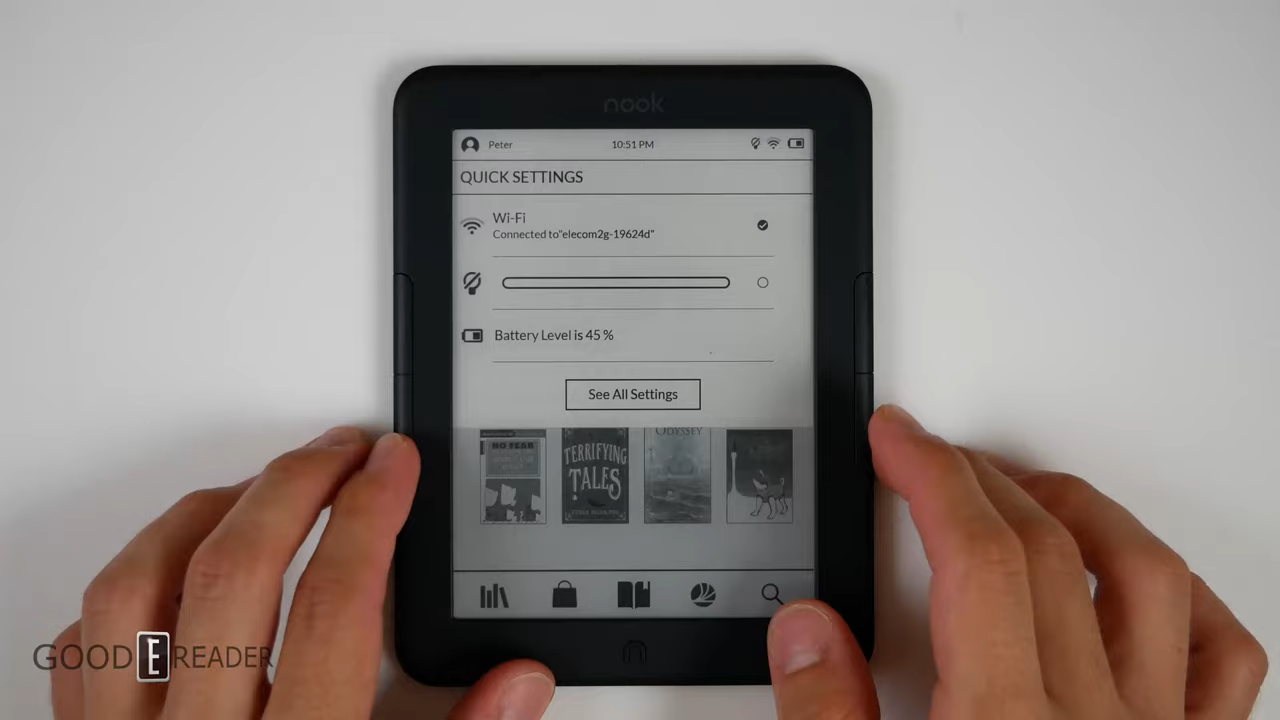 nook
Peter 10:51 PM
QUICK SETTINGS
Wi-Fi
Connected to"elecom2g-19624d"
Battery Level is 45 %
See All Settings
NO FEAR
TERRIFYING
TALES
ODYSSEY
GOOD E READER